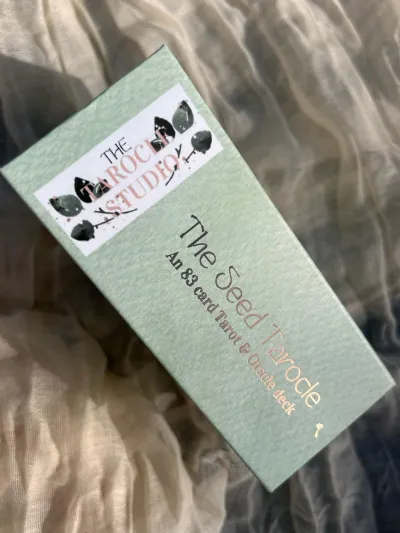 THE
TAROCLE
STUDIO
The Seed Tarocle
An 83 card Tarot & Oracle deck